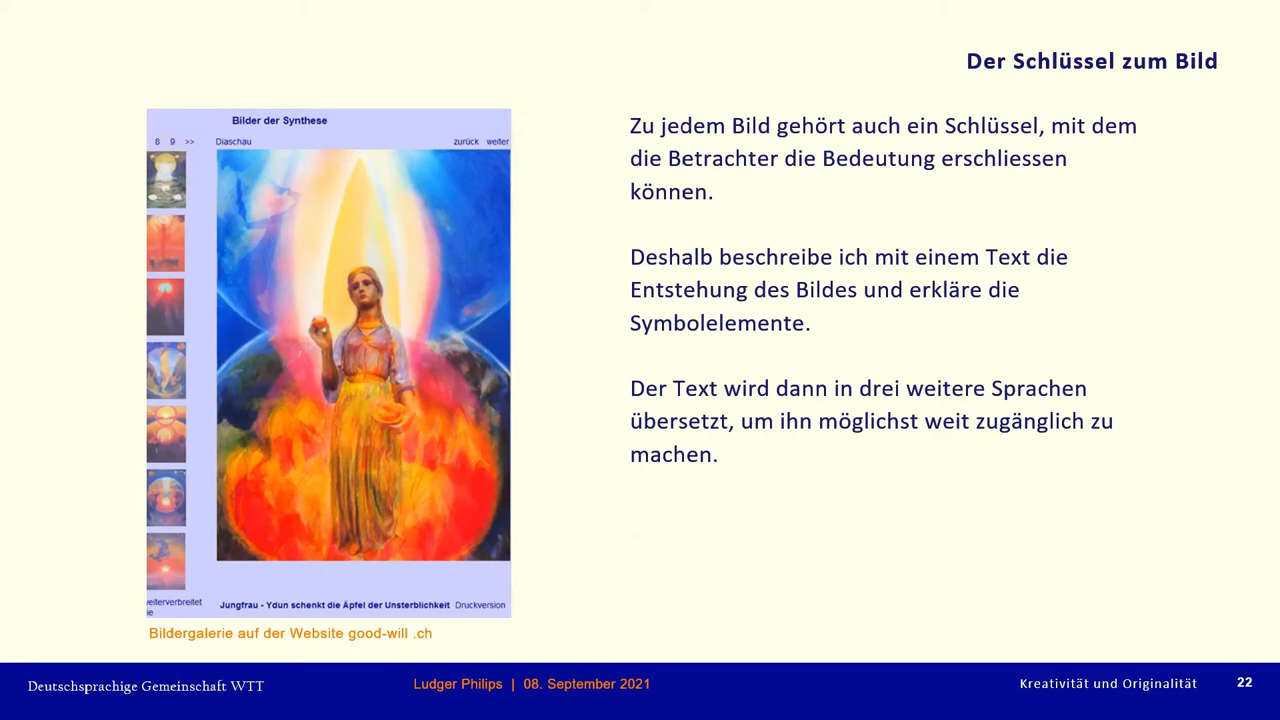 Der Schlüssel zum Bild
Bilder der Synthese
8 9 >>
Diaschau
zurück weiter
Zu jedem Bild gehört auch ein Schlüssel, mit dem
die Betrachter die Bedeutung erschliessen
können.
Deshalb beschreibe ich mit einem Text die
Entstehung des Bildes und erkläre die
Symbolelemente.
Der Text wird dann in drei weitere Sprachen
übersetzt, um ihn möglichst weit zugänglich zu
machen.
weiterverbreitet
Jungfrau - Ydun schenkt die Äpfel der Unsterblichkeit Druckversion
Bildergalerie auf der Website good-will .ch
Deutschsprachige Gemeinschaft WTT
Ludger Philips | 08. September 2021
Kreativität und Originalität
22